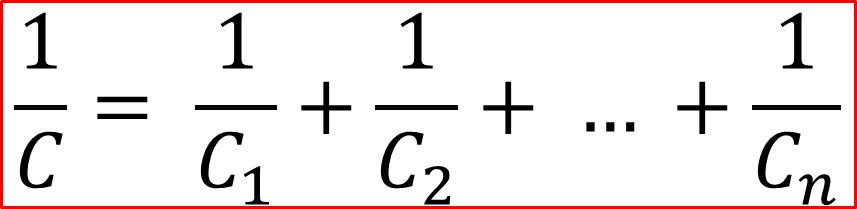 1/C = 1/C₁ + 1/C₂ + ... + 1/Cₙ